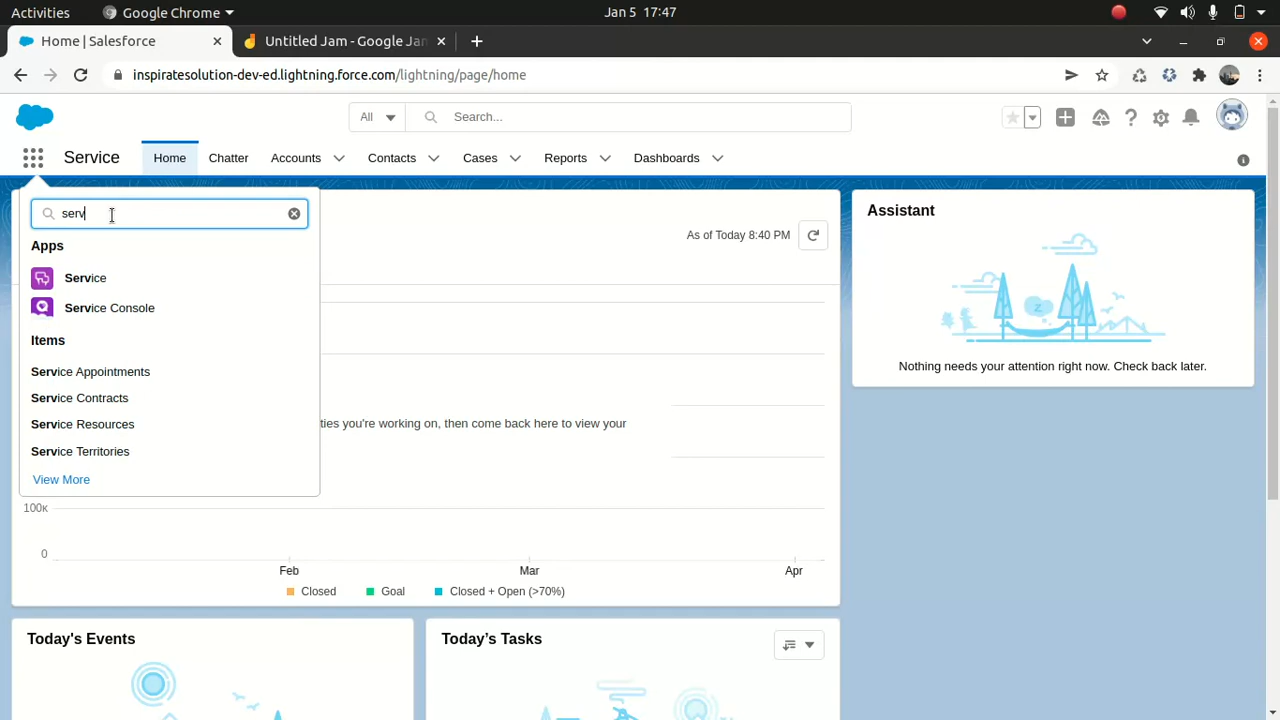 Activities
Google Chrome
Jan 5 17:47
Home | Salesforce
Untitled Jam - Google Jam
inspiratesolution-dev-ed.lightning.force.com/lightning/page/home
All
Search...
Service
Home
Chatter
Accounts
Contacts
Cases
Reports
Dashboards
serv
Apps
Service
Service Console
Items
Service Appointments
Service Contracts
Service Resources
Service Territories
View More
As of Today 8:40 PM
ties you're working on, then come back here to view your
100K
0
Feb
Mar
Apr
Closed
Goal
Closed + Open (>70%)
Assistant
z
Nothing needs your attention right now. Check back later.
Today's Events
Today's Tasks